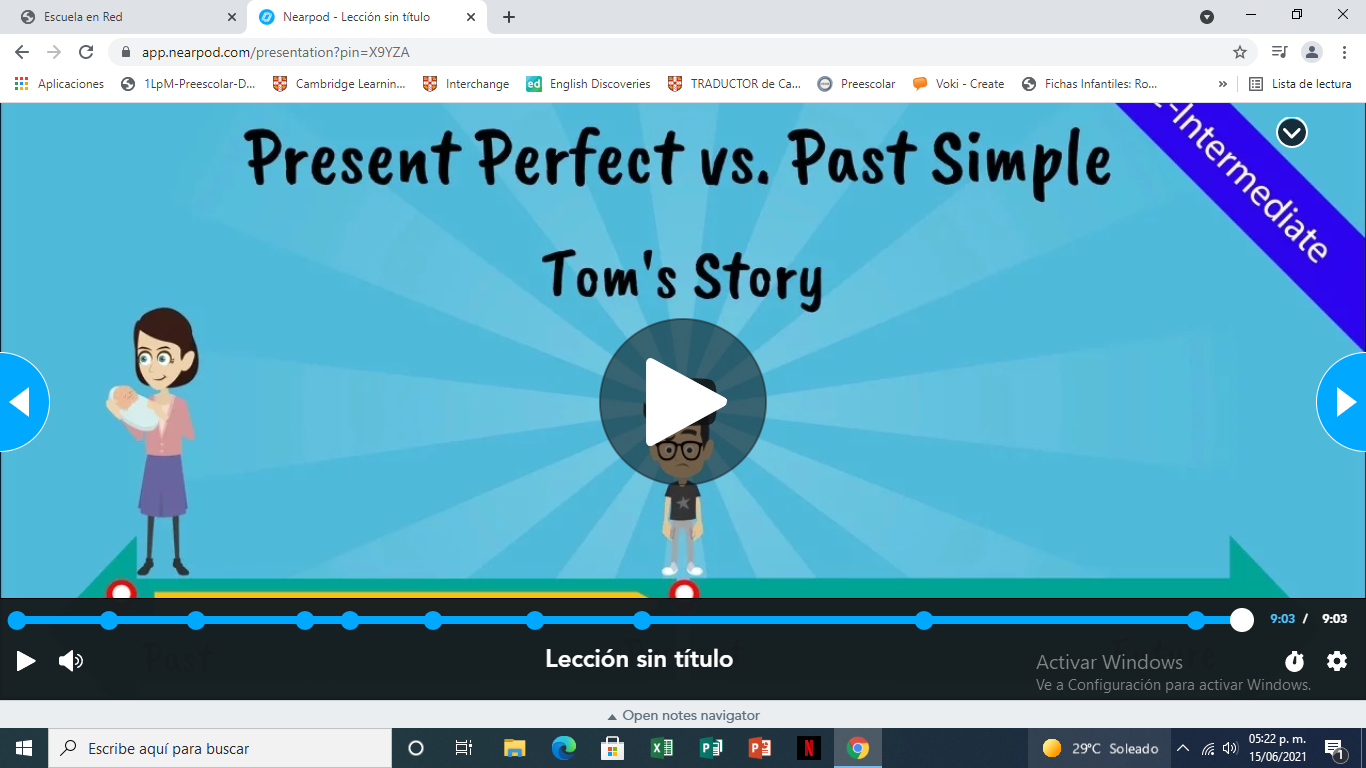 Escuela en Red
Nearpod - Lección sin título
app.nearpod.com/presentation?pin=X9YZA
Aplicaciones
1LpM-Preescolar-D...
Cambridge Learnin...
Interchange
ed English Discoveries
TRADUCTOR de Ca...
Preescolar
Voki - Create
Fichas Infantiles: Ro...
»
Lista de lectura
Present Perfect vs. Past Simple
-Intermediate
Tom's Story
9:03 / 9:03
Past
Lección sin título
Activar Windows
Ve a Configuración para activar Windows.
Open notes navigator
Escribe aquí para buscar
29°C Soleado
05:22 p. m.
15/06/2021
1